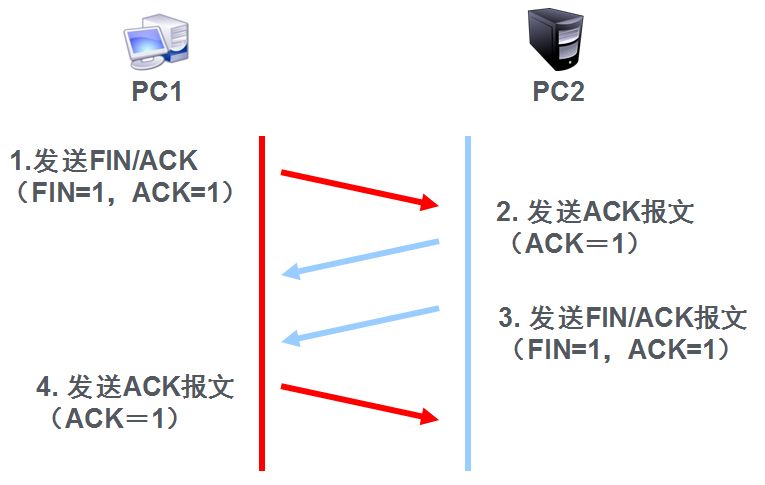 PC1
PC2
1.发送FIN/ACK
（FIN=1，ACK=1）
2. 发送ACK报文
（ACK＝1）
3. 发送FIN/ACK报文
（FIN=1，ACK=1）
4. 发送ACK报文
（ACK＝1）